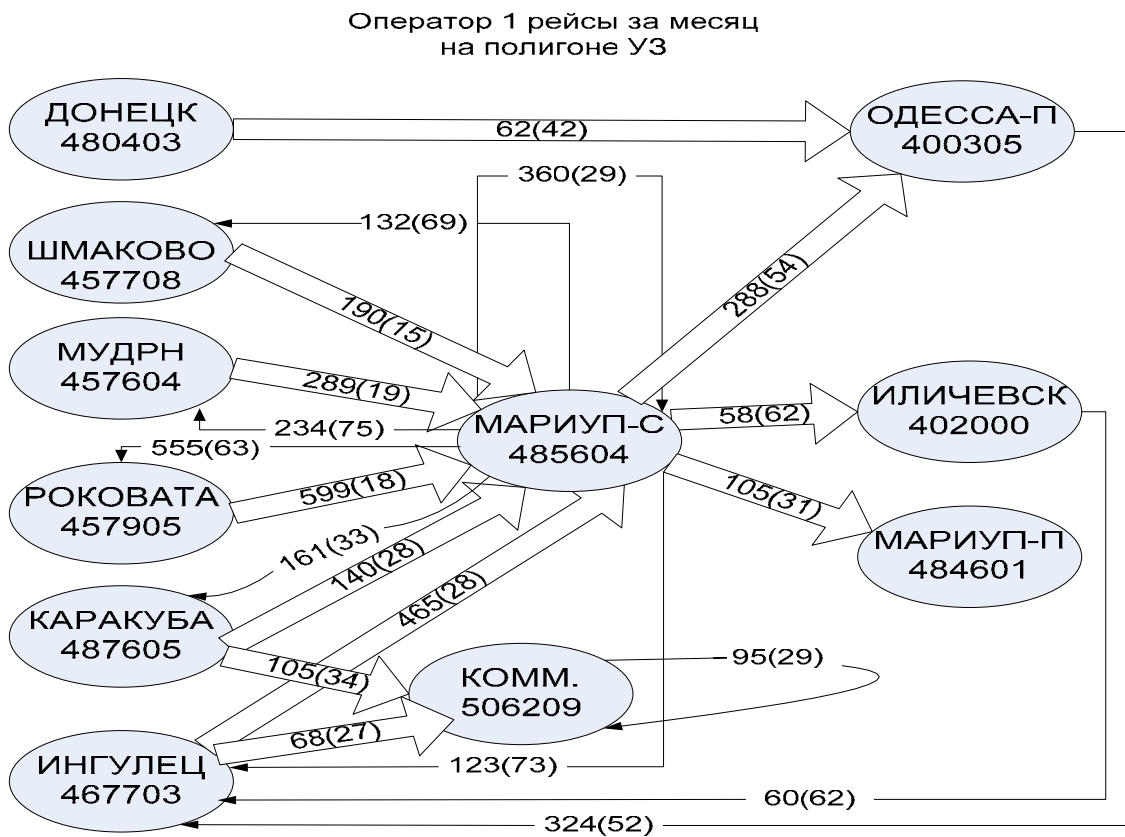 Оператор 1 рейсы за месяц
на полигоне УЗ
ДОНЕЦК
480403
62(42)
ОДЕССА-П
400305
360(29)
132(69)
ШМАКОВО
457708
190(15)
288(54)
МУДРН
457604
289(19)
234(75)
555(63)
МАРИУП-С
485604
58(62)
ИЛИЧЕВСК
402000
РОКОВАТА
457905
599(18)
105(31)
МАРИУП-П
484601
161(33)
140(28)
465(28)
КАРАКУБА
487605
105(34)
КОММ.
506209
95(29)
68(27)
ИНГУЛЕЦ
467703
123(73)
60(62)
324(52)